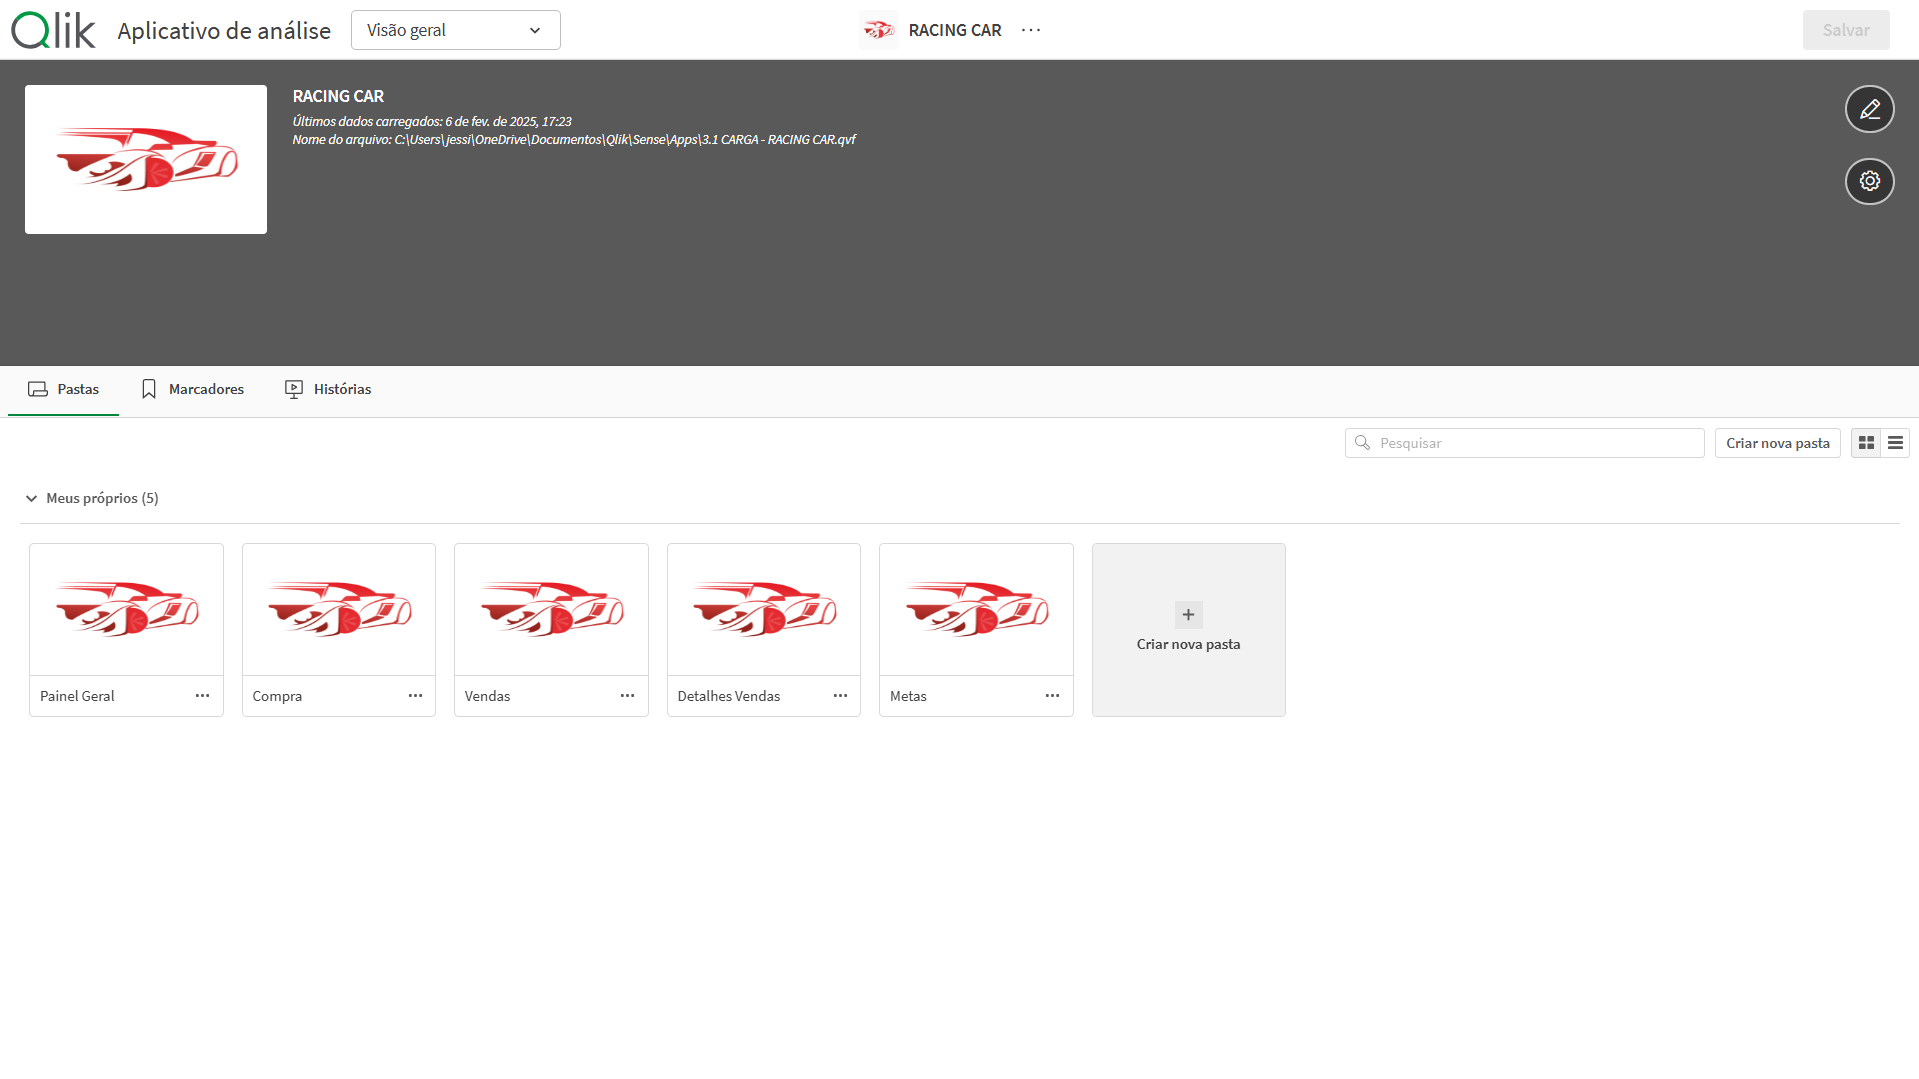 Qlik Aplicativo de análise Visão geral RACING CAR ... Salvar
RACING CAR
Últimos dados carregados: 6 de fev. de 2025, 17:23
Nome do arquivo: C:\Users\jessi\OneDrive\Documentos\Qlik\Sense\Apps\3.1 CARGA - RACING CAR.qvf
Pastas Marcadores Histórias
Pesquisar Criar nova pasta
Meus próprios (5)
Criar nova pasta
Painel Geral ... Compra ... Vendas ... Detalhes Vendas ... Metas ...